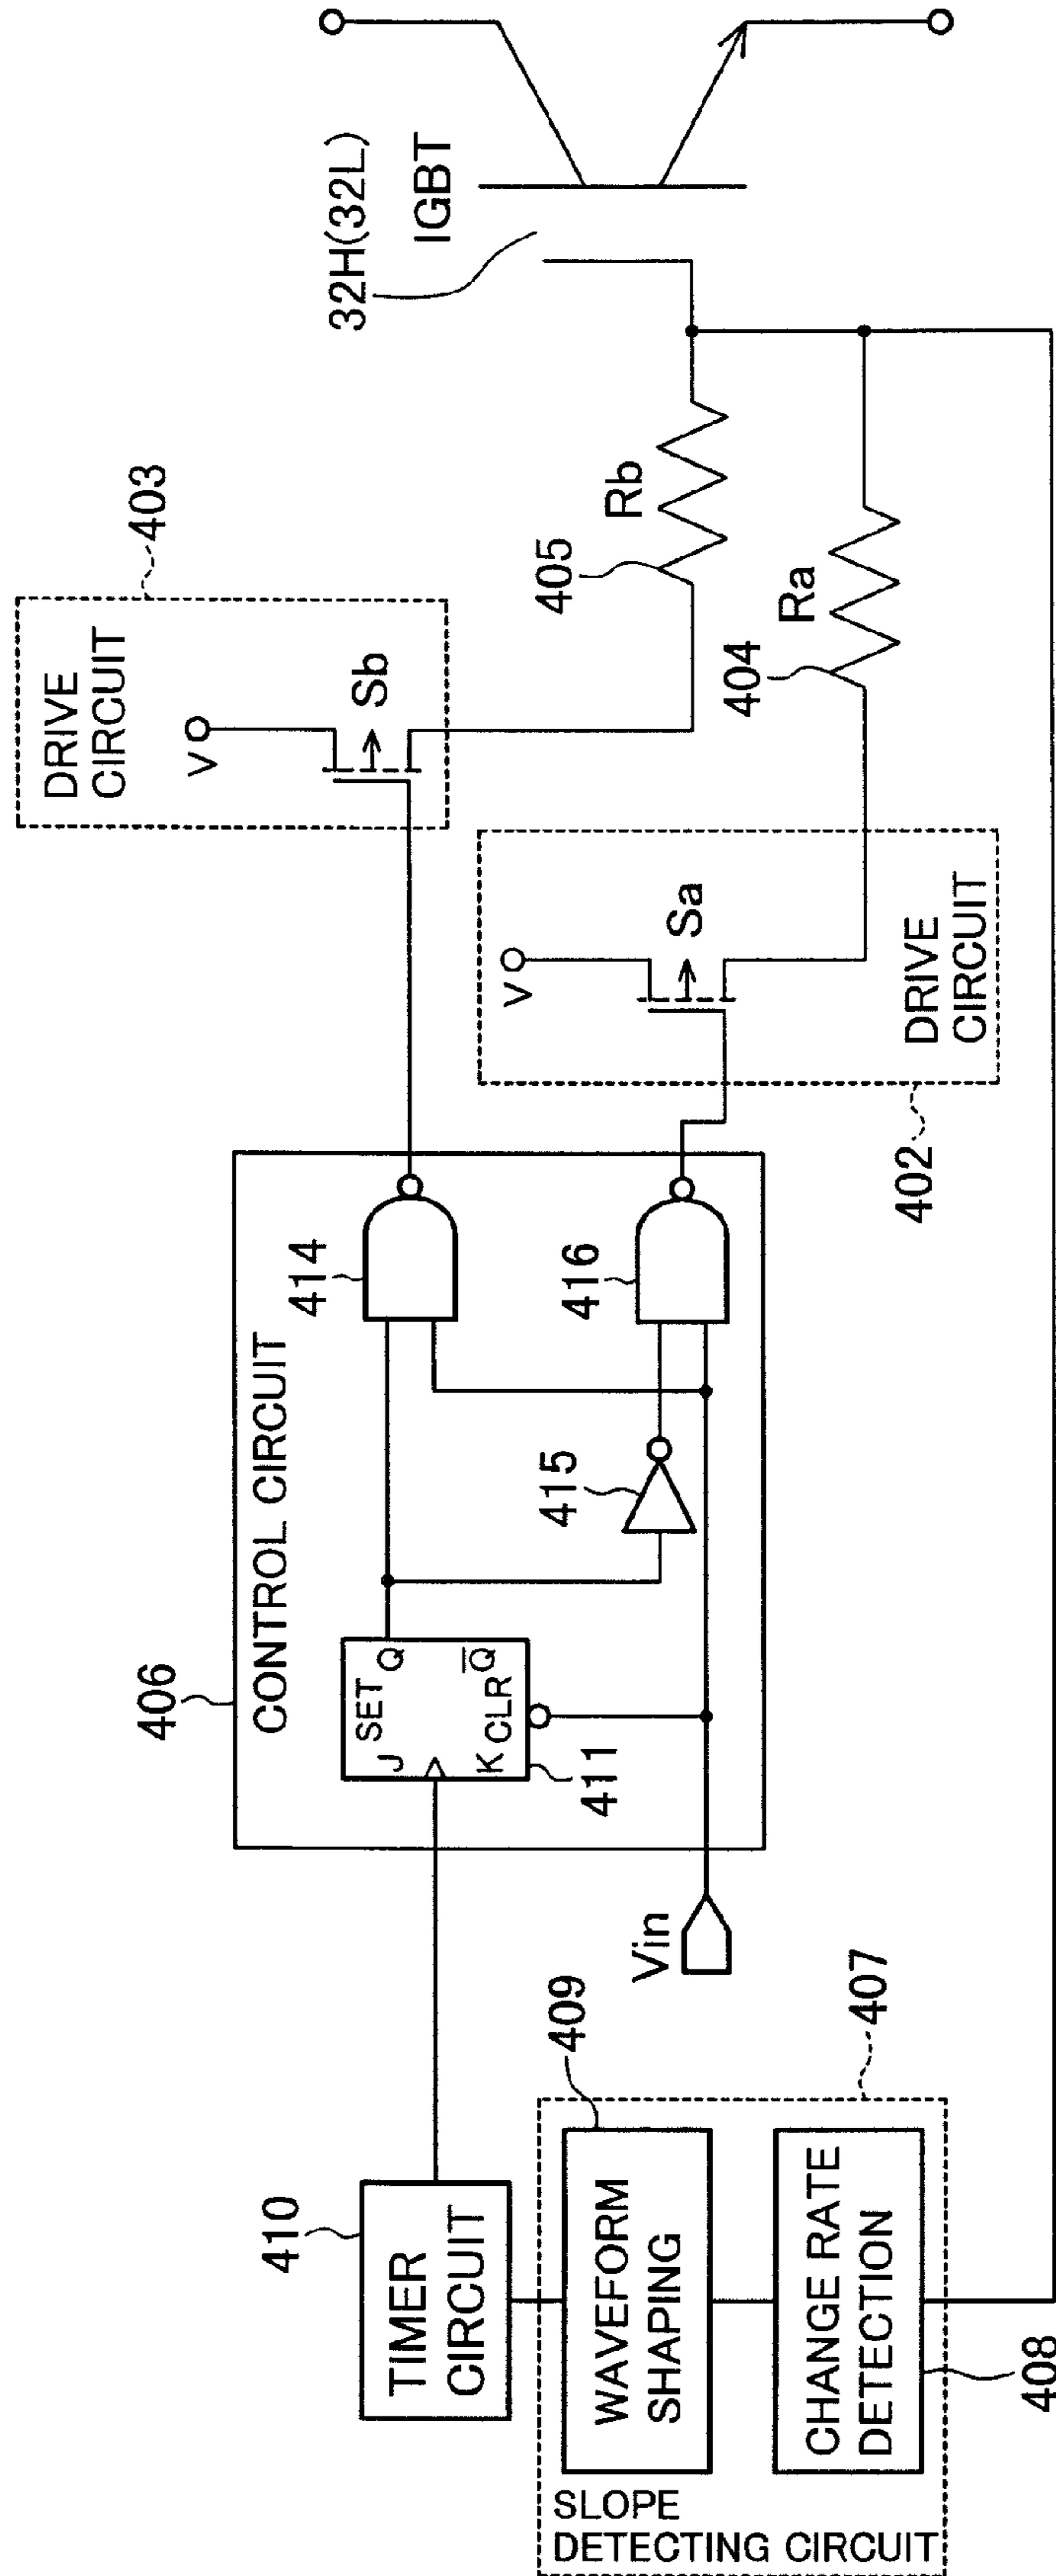 403
DRIVE
CIRCUIT
V
Sb
32H(32L)
IGBT
405
Rb
406
CONTROL CIRCUIT
414
J
SET
Q
K
CLR
Q̅
411
415
416
V
Sa
DRIVE
CIRCUIT
402
404
Ra
410
TIMER
CIRCUIT
Vin
409
WAVEFORM
SHAPING
407
CHANGE RATE
DETECTION
408
SLOPE
DETECTING CIRCUIT